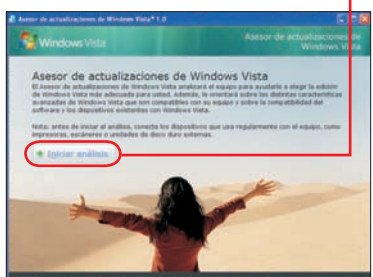 Asesor de actualizaciones de Windows Vista* 1.0
Windows Vista
Asesor de actualizaciones de
Windows Vista
Asesor de actualizaciones de Windows Vista
El Asesor de actualizaciones de Windows Vista analizará el equipo para ayudarle a elegir la edición
de Windows Vista más adecuada para usted. Además, le orientará sobre las distintas características
avanzadas de Windows Vista que son compatibles con su equipo y sobre la compatibilidad del
software y los dispositivos existentes con Windows Vista.
Nota: antes de iniciar el análisis, conecte los dispositivos que usa regularmente con el equipo, como
impresoras, escáneres o unidades de disco duro externas.
Iniciar análisis